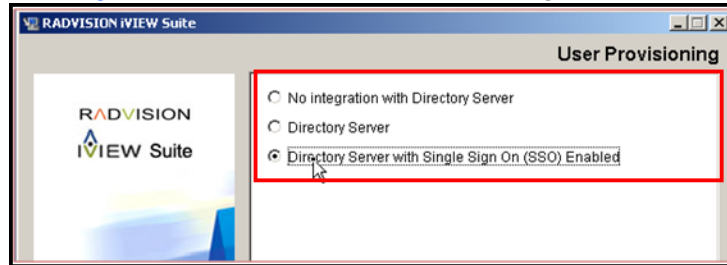 RADVISION iVIEW Suite
User Provisioning
No integration with Directory Server
Directory Server
Directory Server with Single Sign On (SSO) Enabled
RADVISION
iVIEW Suite